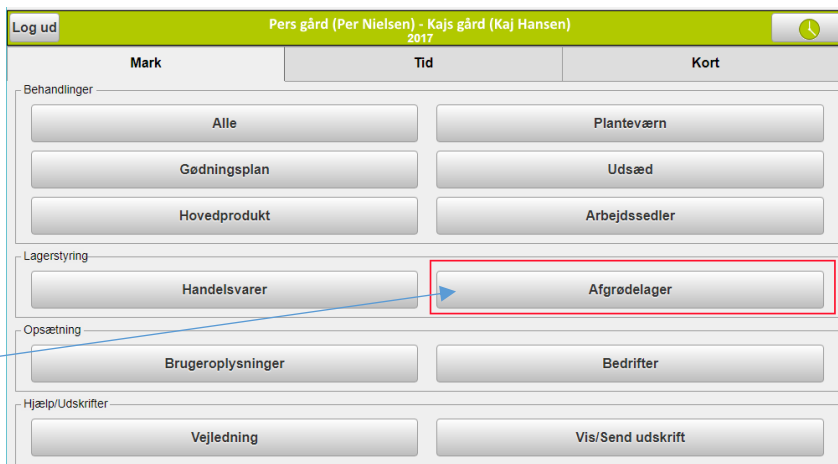 Log ud
Pers gård (Per Nielsen) - Kajs gård (Kaj Hansen)
2017
Mark Tid Kort
Behandlinger
Alle Planteværn
Gødningsplan Udsæd
Hovedprodukt Arbejdssedler
Lagerstyring
Handelsvarer Afgrødelager
Opsætning
Brugeroplysninger Bedrifter
Hjælp/Udskrifter
Vejledning Vis/Send udskrift